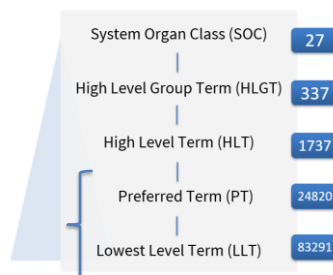 System Organ Class (SOC) 27
High Level Group Term (HLGT) 337
High Level Term (HLT) 1737
Preferred Term (PT) 24820
Lowest Level Term (LLT) 83291